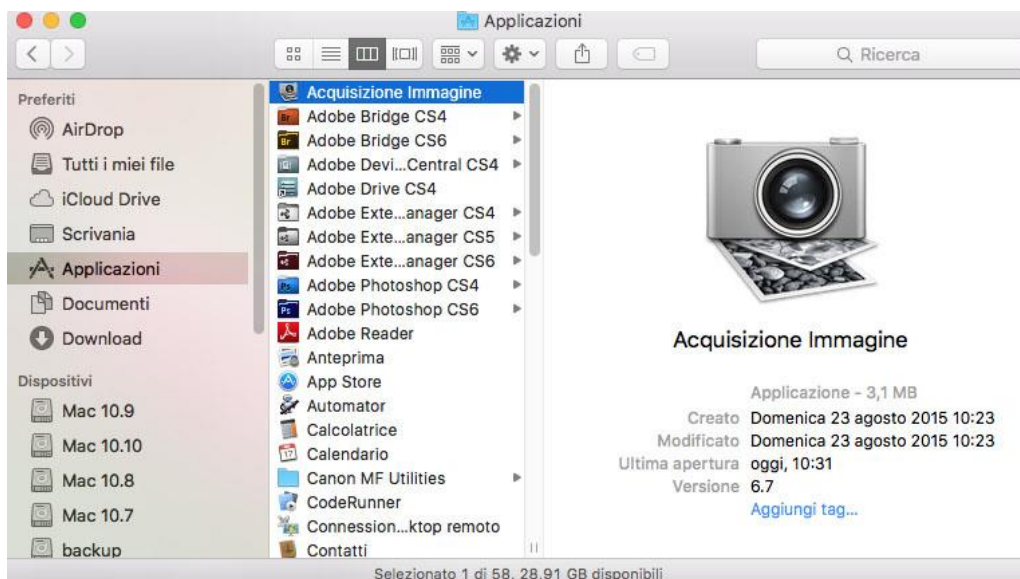 Applicazioni
Ricerca
Preferiti
AirDrop
Tutti i miei file
iCloud Drive
Scrivania
Applicazioni
Documenti
Download
Dispositivi
Mac 10.9
Mac 10.10
Mac 10.8
Mac 10.7
backup
Acquisizione Immagine
Adobe Bridge CS4
Adobe Bridge CS6
Adobe Devi...Central CS4
Adobe Drive CS4
Adobe Exte...anager CS4
Adobe Exte...anager CS5
Adobe Exte...anager CS6
Adobe Photoshop CS4
Adobe Photoshop CS6
Adobe Reader
Anteprima
App Store
Automator
Calcolatrice
Calendario
Canon MF Utilities
CodeRunner
Connession...ktop remoto
Contatti
Acquisizione Immagine
Applicazione - 3,1 MB
Creato Domenica 23 agosto 2015 10:23
Modificato Domenica 23 agosto 2015 10:23
Ultima apertura oggi, 10:31
Versione 6.7
Aggiungi tag...
Selezionato 1 di 58, 28,91 GB disponibili